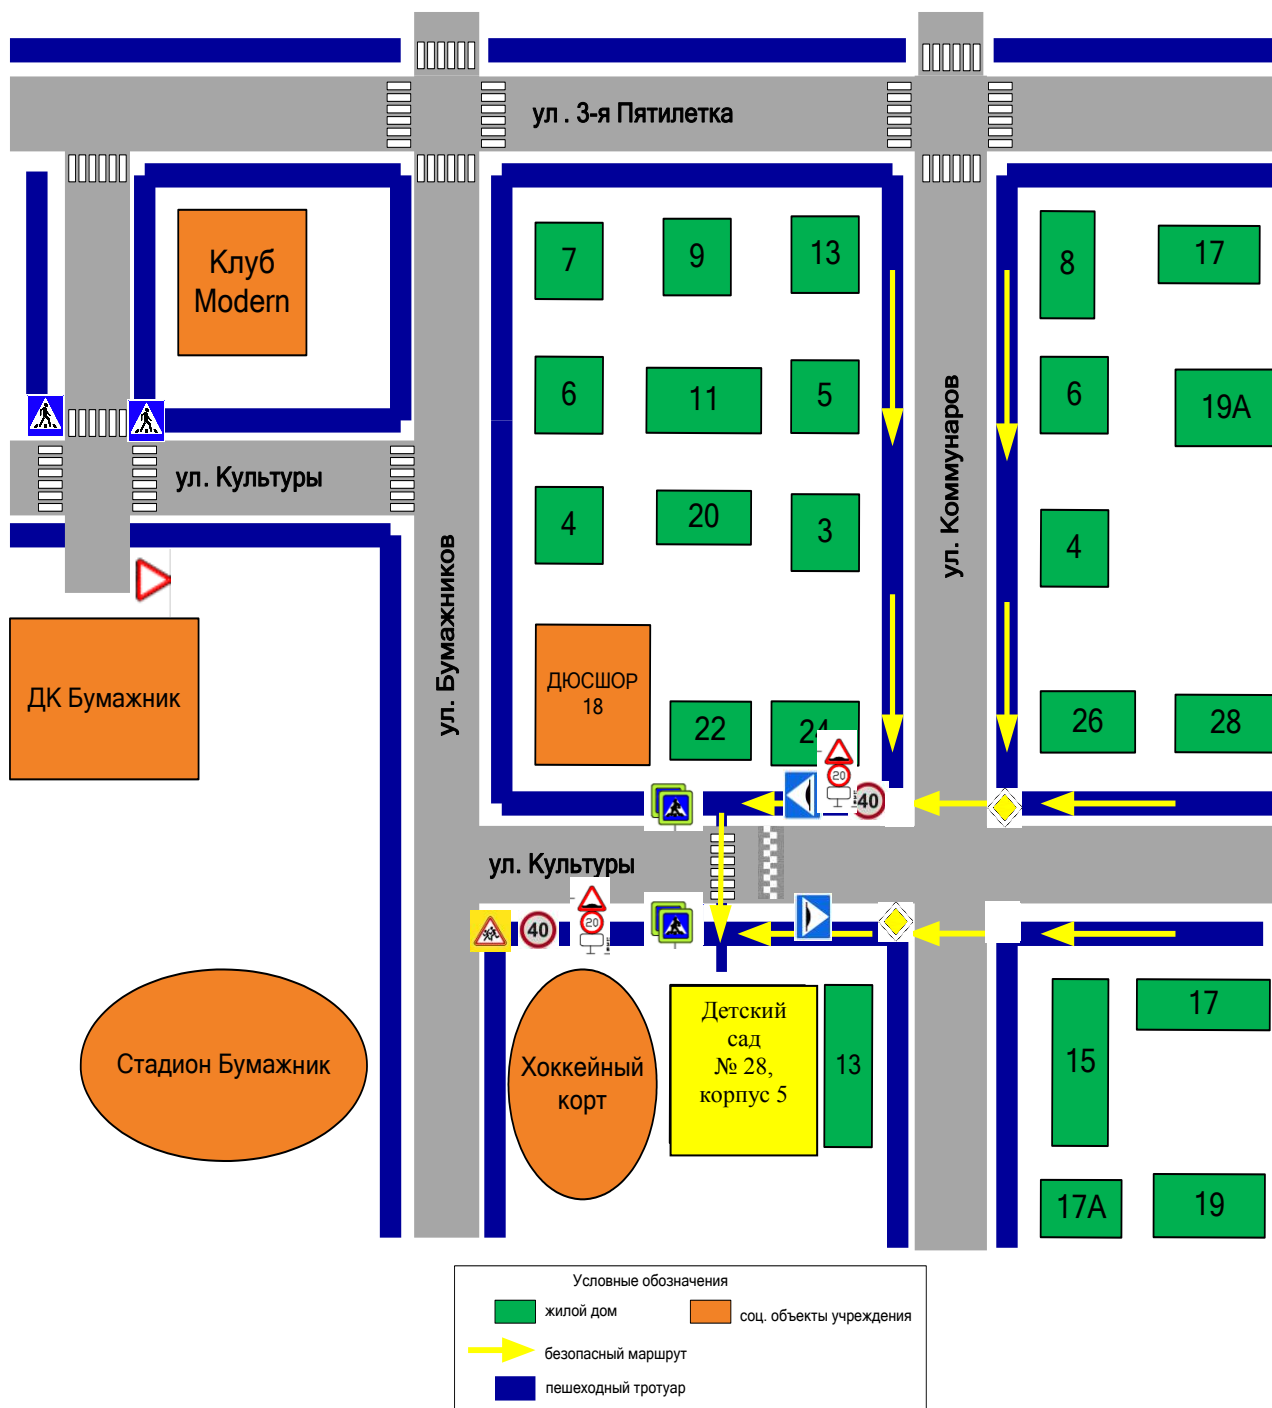 ул . 3-я Пятилетка
Клуб
Modern
7
9
13
8
17
6
11
5
6
19А
ул. Культуры
ул. Бумажников
ул. Коммунаров
4
20
3
4
ДК Бумажник
ДЮСШОР
18
22
24
26
28
20
40
ул. Культуры
40
20
Стадион Бумажник
Хоккейный
корт
Детский
сад
№ 28,
корпус 5
13
15
17
17А
19
Условные обозначения
жилой дом
соц. объекты учреждения
безопасный маршрут
пешеходный тротуар